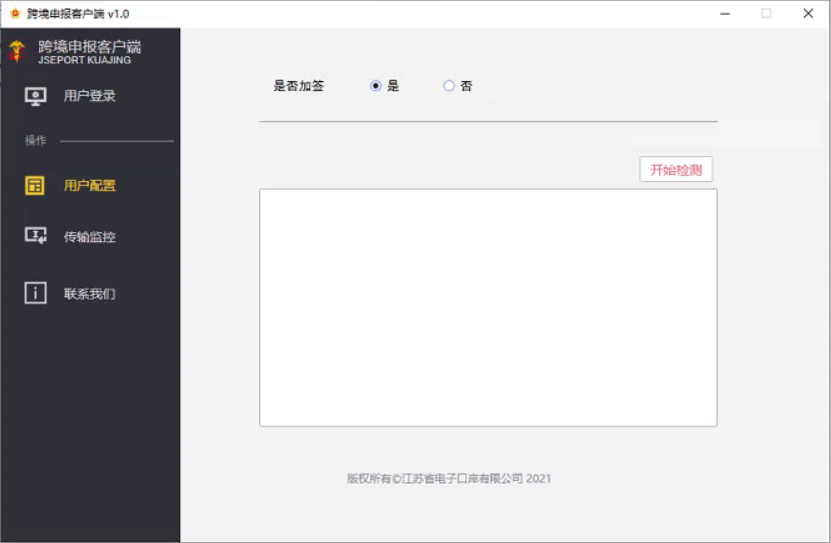 跨境申报客户端 v1.0
跨境申报客户端
JSEPORT KUAJING
用户登录
操作
用户配置
传输监控
联系我们
是否加签 是 否
开始检测
版权所有©江苏省电子口岸有限公司 2021